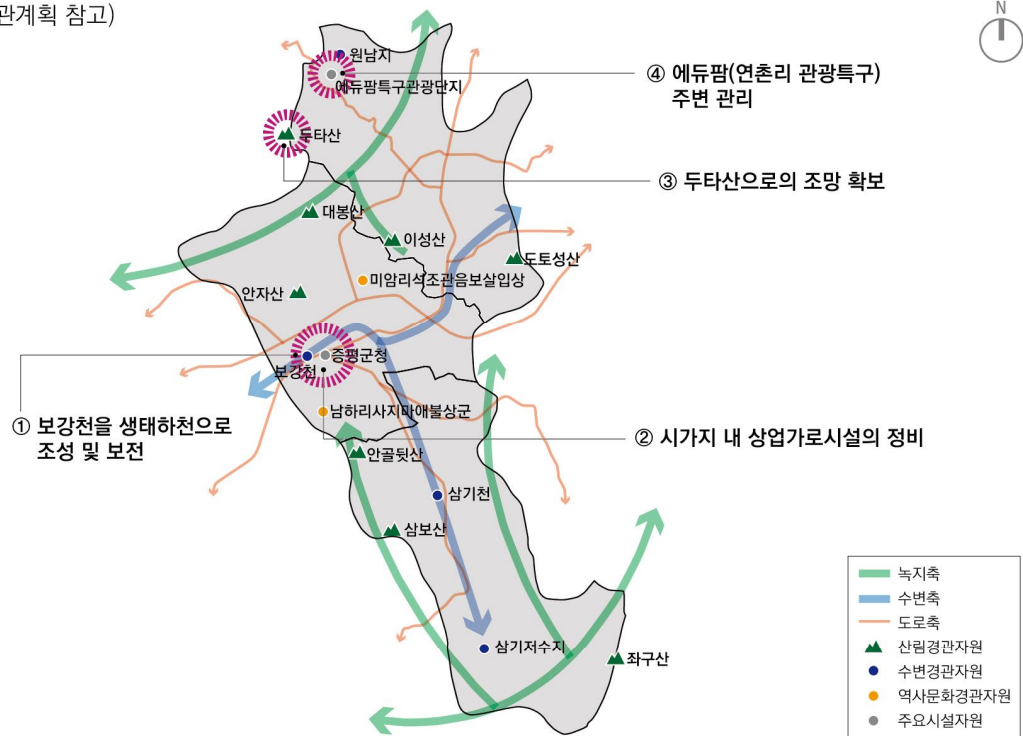 관계획 참고)
N
원남지
에듀팜특구관광단지
④ 에듀팜(연촌리 관광특구)
주변 관리
두타산
③ 두타산으로의 조망 확보
대봉산
이성산
도토성산
미암리석조관음보살입상
안자산
증평군청
보강천
① 보강천을 생태하천으로
조성 및 보전
남하리사지마애불상군
② 시가지 내 상업가로시설의 정비
안골뒷산
삼기천
삼보산
삼기저수지
좌구산
녹지축
수변축
도로축
산림경관자원
수변경관자원
역사문화경관자원
주요시설자원